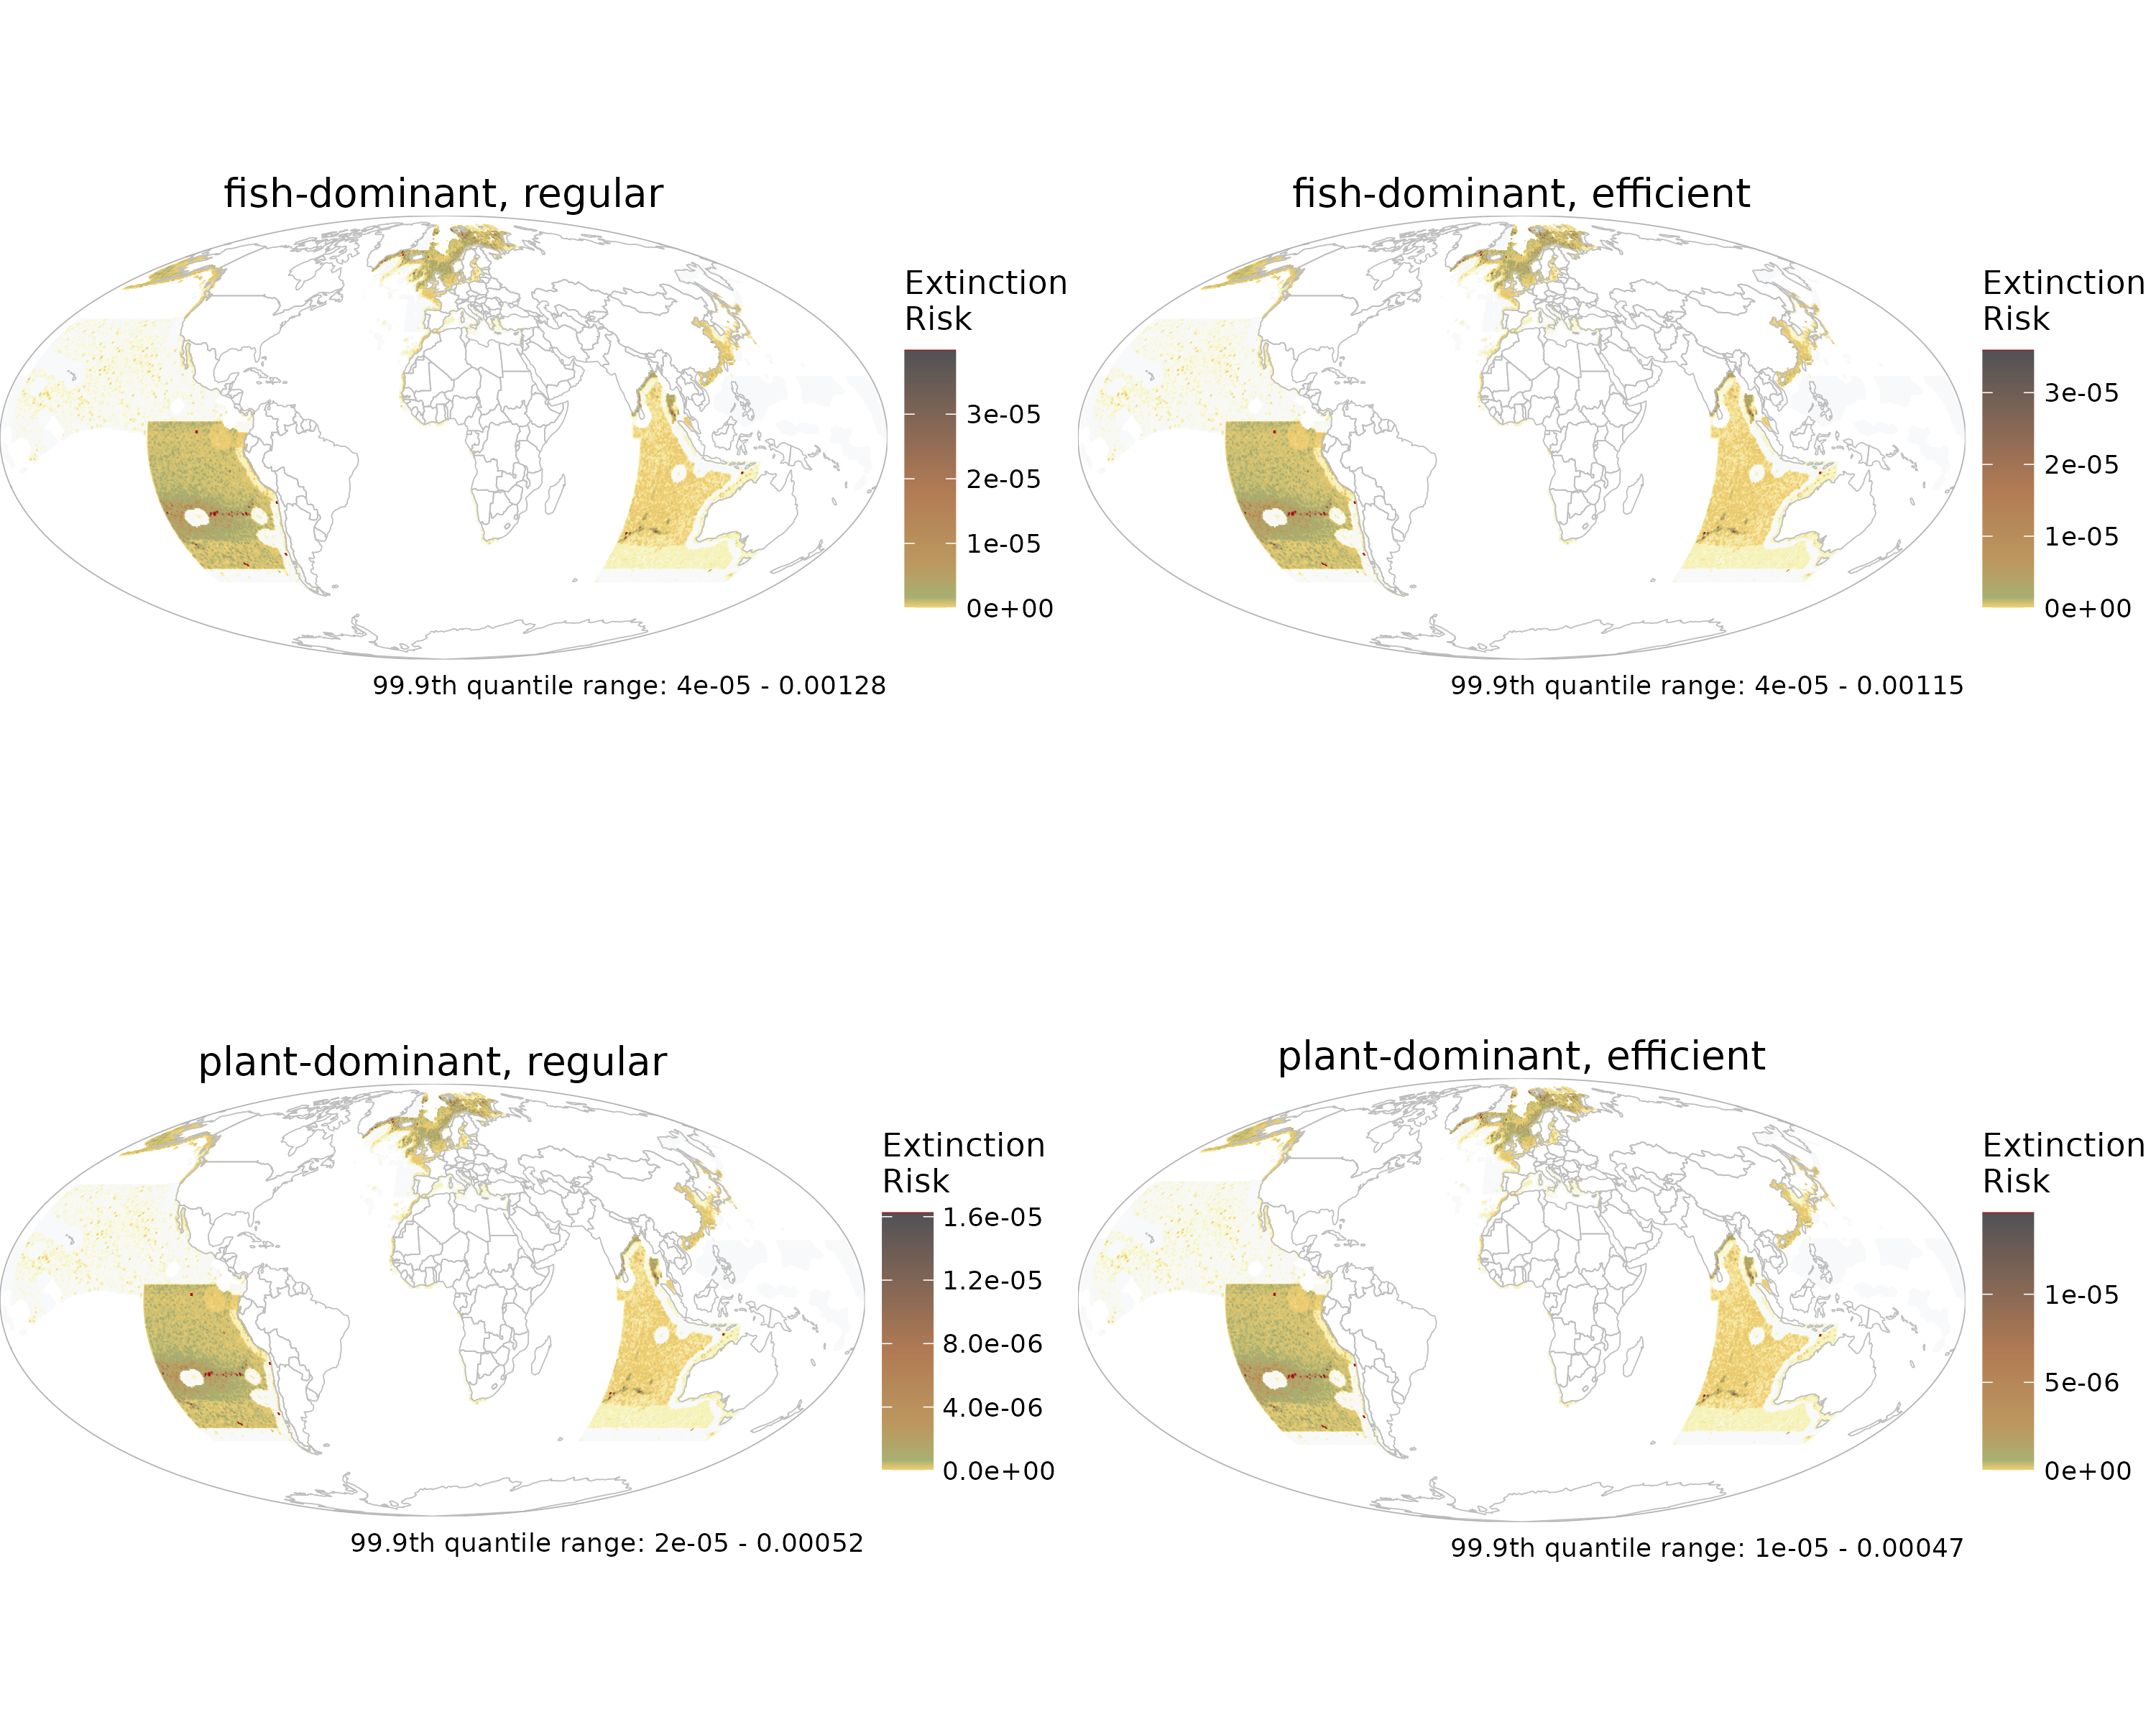 fish-dominant, regular
Extinction
Risk
3e-05
2e-05
1e-05
0e+00
99.9th quantile range: 4e-05 - 0.00128
fish-dominant, efficient
Extinction
Risk
3e-05
2e-05
1e-05
0e+00
99.9th quantile range: 4e-05 - 0.00115
plant-dominant, regular
Extinction
Risk
1.6e-05
1.2e-05
8.0e-06
4.0e-06
0.0e+00
99.9th quantile range: 2e-05 - 0.00052
plant-dominant, efficient
Extinction
Risk
1e-05
5e-06
0e+00
99.9th quantile range: 1e-05 - 0.00047